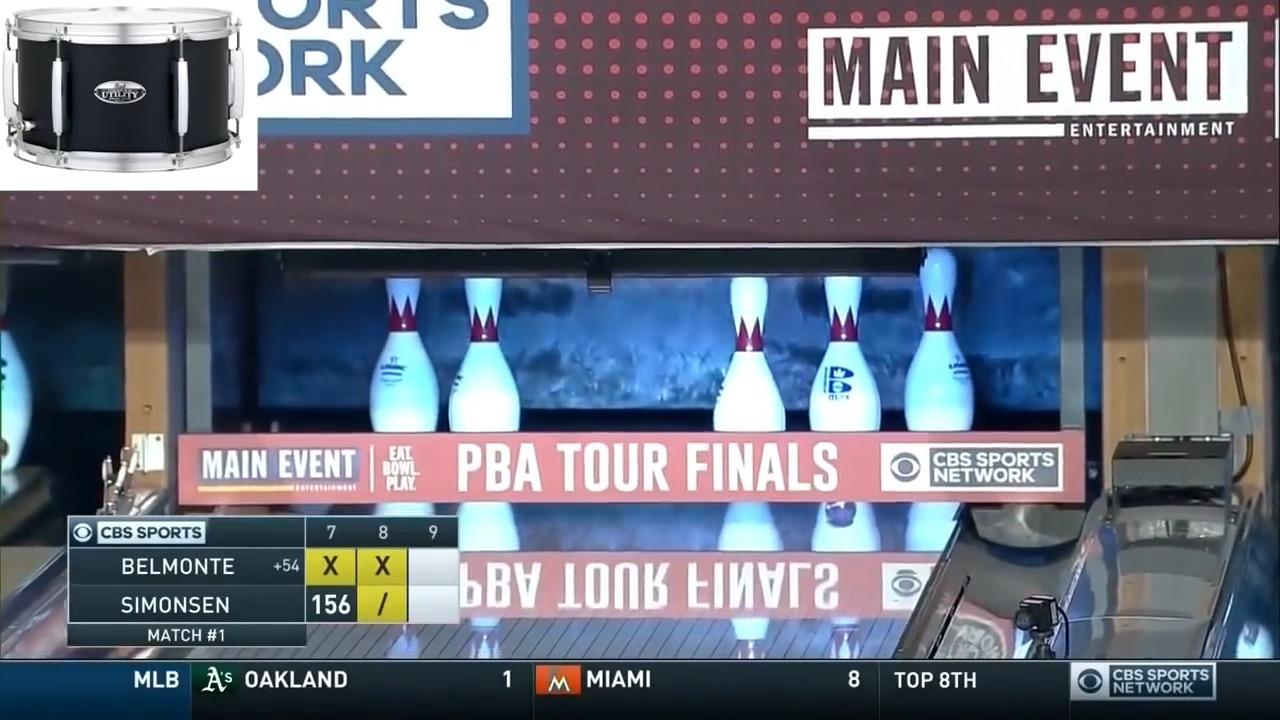 ORTS
ORK
UTILITY
MAIN EVENT
ENTERTAINMENT
MAIN EVENT
ENTERTAINMENT
EAT.
BOWL.
PLAY.
PBA TOUR FINALS
CBS SPORTS
NETWORK
CBS SPORTS 7 8 9
BELMONTE +54 X X
SIMONSEN 156 /
MATCH #1
PBA TOUR FINALS
MLB A's OAKLAND 1 MIAMI 8 TOP 8TH CBS SPORTS NETWORK